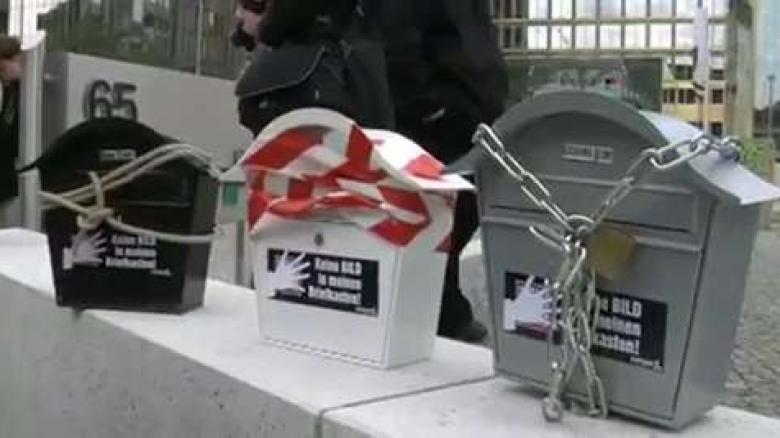 65
Keine BILD
in meinen
Briefkasten!
Keine BILD
in meinen
Briefkasten!
BILD
meinen
kasten!